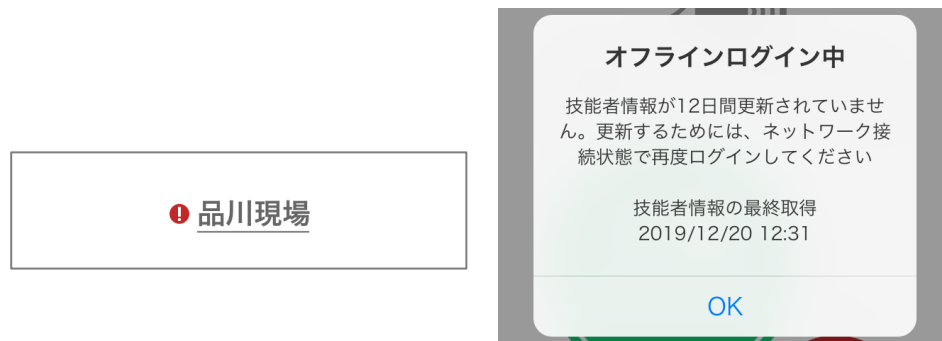 品川現場
オフラインログイン中
技能者情報が12日間更新されていませ
ん。更新するためには、ネットワーク接
続状態で再度ログインしてください
技能者情報の最終取得
2019/12/20 12:31
OK